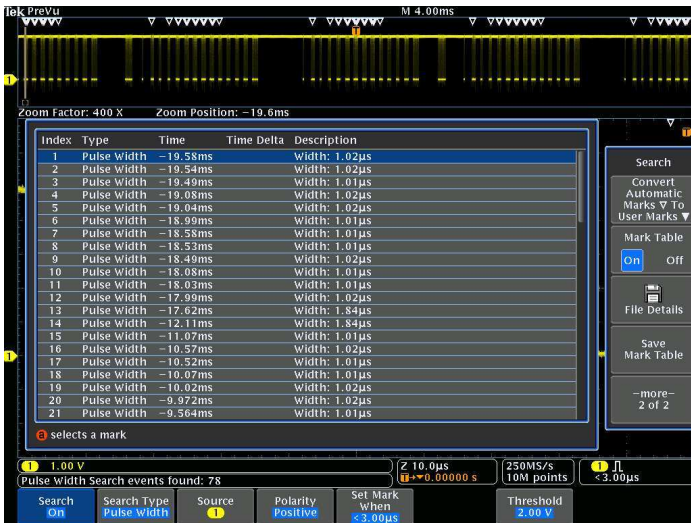 Tek PreVu M 4.00ms
T
1
Zoom Factor: 400 X Zoom Position: −19.6ms
Index Type Time Time Delta Description
1 Pulse Width −19.58ms Width: 1.02µs
2 Pulse Width −19.54ms Width: 1.02µs
3 Pulse Width −19.49ms Width: 1.01µs
4 Pulse Width −19.08ms Width: 1.02µs
5 Pulse Width −19.04ms Width: 1.02µs
6 Pulse Width −18.99ms Width: 1.01µs
7 Pulse Width −18.58ms Width: 1.01µs
8 Pulse Width −18.53ms Width: 1.01µs
9 Pulse Width −18.49ms Width: 1.02µs
10 Pulse Width −18.08ms Width: 1.01µs
11 Pulse Width −18.03ms Width: 1.01µs
12 Pulse Width −17.99ms Width: 1.02µs
13 Pulse Width −17.62ms Width: 1.84µs
14 Pulse Width −12.11ms Width: 1.84µs
15 Pulse Width −11.07ms Width: 1.01µs
16 Pulse Width −10.57ms Width: 1.02µs
17 Pulse Width −10.52ms Width: 1.01µs
18 Pulse Width −10.07ms Width: 1.01µs
19 Pulse Width −10.02ms Width: 1.02µs
20 Pulse Width −9.972ms Width: 1.01µs
21 Pulse Width −9.564ms Width: 1.01µs
a selects a mark
1
Search
Convert
Automatic
Marks ∇ To
User Marks ▼
Mark Table
On Off
File Details
Save
Mark Table
−more−
2 of 2
1 1.00 V
Pulse Width Search events found: 78
Z 10.0µs
T→▼0.00000 s
250MS/s
10M points
1
<3.00µs
Search
On
Search Type
Pulse Width
Source
1
Polarity
Positive
Set Mark
When
<3.00µs
Threshold
2.00 V